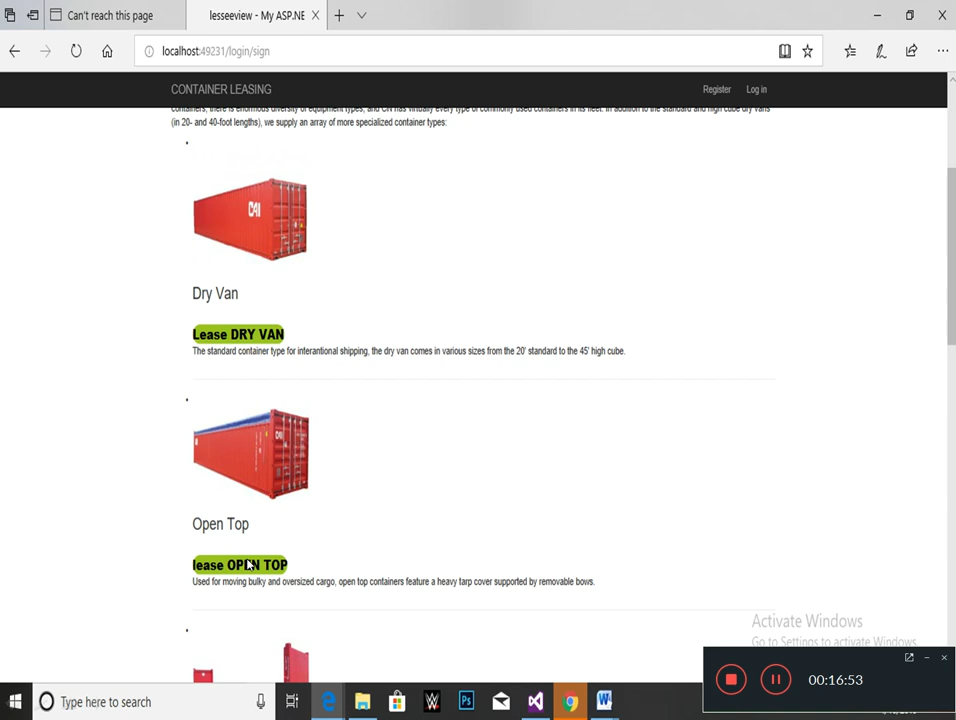 Can't reach this page
lesseeview - My ASP.NE
localhost:49231/login/sign
CONTAINER LEASING
Register
Log in
containers, there is enormous diversity of equipment types, and CAI has virtually every type of commonly used containers in its fleet. In addition to the standard and high cube dry vans
(in 20- and 40-foot lengths), we supply an array of more specialized container types:
CAI
Dry Van
Lease DRY VAN
The standard container type for interantional shipping, the dry van comes in various sizes from the 20' standard to the 45' high cube.
CAI
Open Top
lease OPEN TOP
Used for moving bulky and oversized cargo, open top containers feature a heavy tarp cover supported by removable bows.
Activate Windows
Go to Settings to activate Windows.
00:16:53
Type here to search